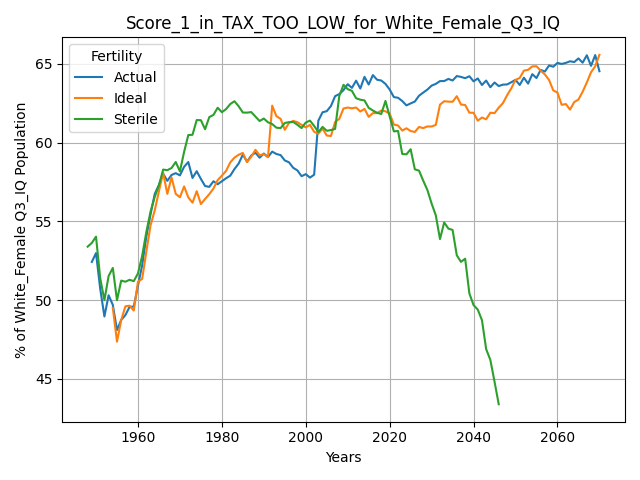 Score_1_in_TAX_TOO_LOW_for_White_Female_Q3_IQ
Fertility
Actual
Ideal
Sterile
% of White_Female Q3_IQ Population
65
60
55
50
45
1960
1980
2000
2020
2040
2060
Years